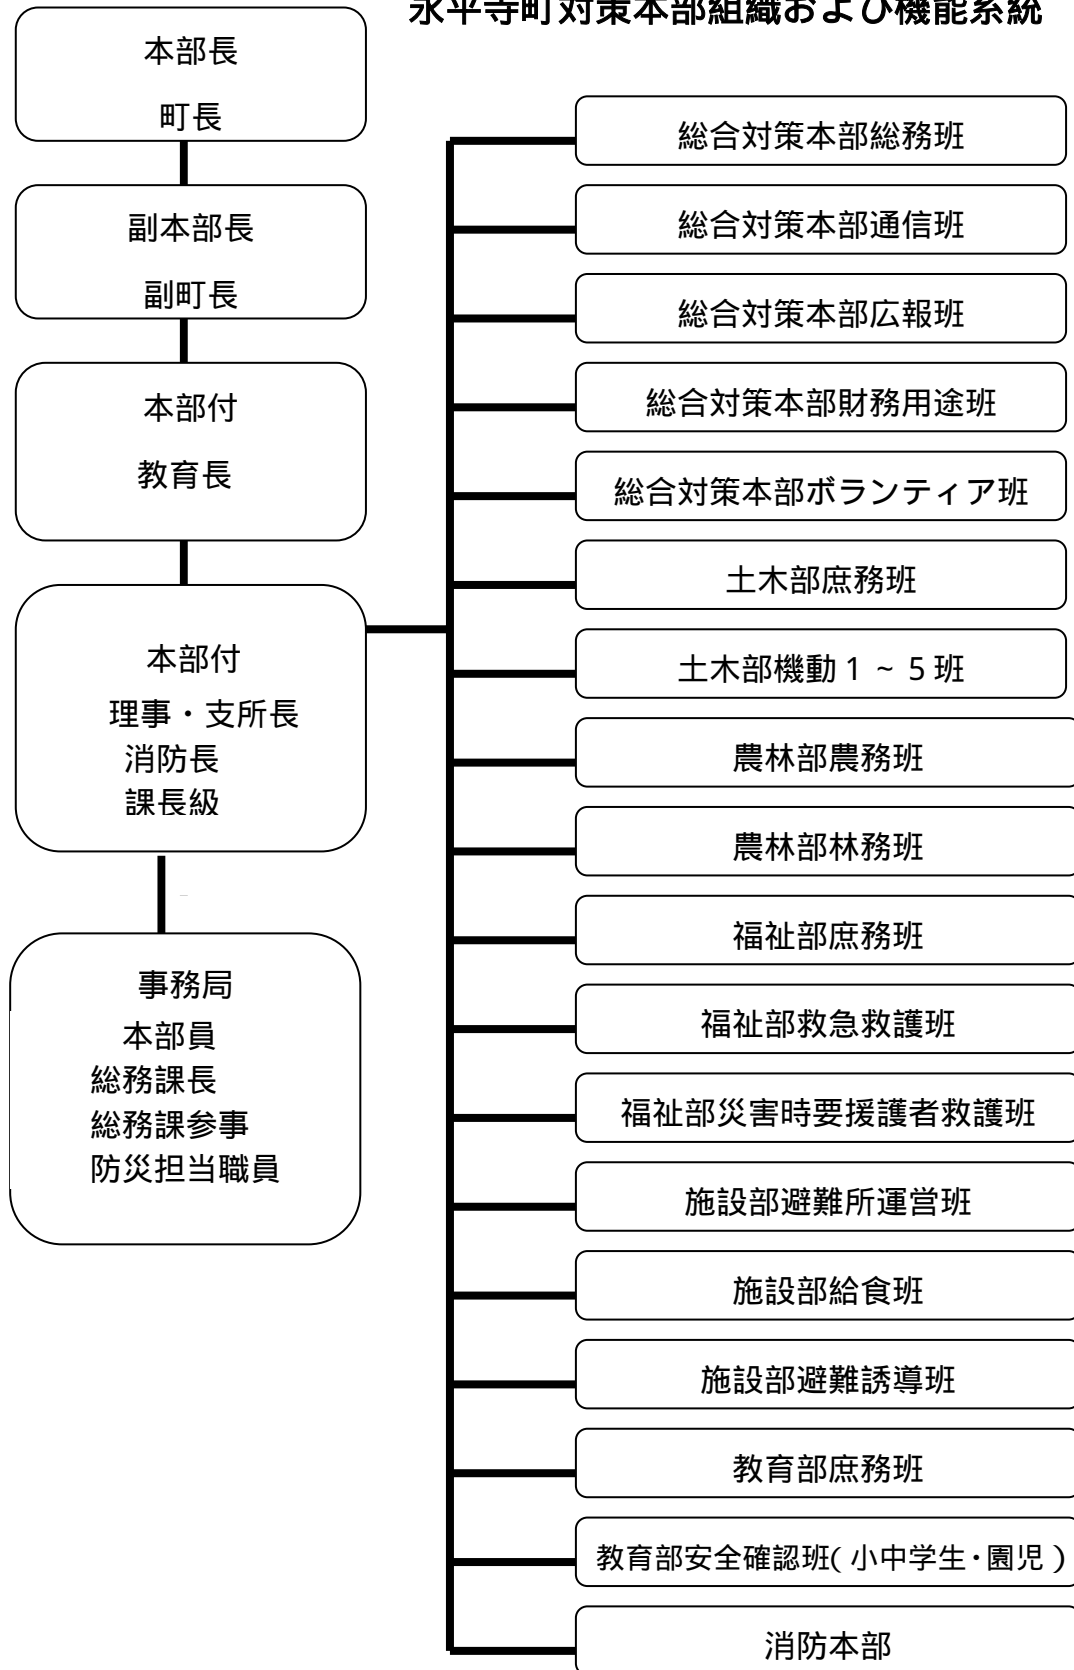 永平寺町対策本部組織および機能系統
本部長
町長
副本部長
副町長
本部付
教育長
本部付
理事・支所長
消防長
課長級
事務局
本部員
総務課長
総務課参事
防災担当職員
総合対策本部総務班
総合対策本部通信班
総合対策本部広報班
総合対策本部財務用途班
総合対策本部ボランティア班
土木部庶務班
土木部機動1~5班
農林部農務班
農林部林務班
福祉部庶務班
福祉部救急救護班
福祉部災害時要援護者救護班
施設部避難所運営班
施設部給食班
施設部避難誘導班
教育部庶務班
教育部安全確認班(小中学生・園児)
消防本部